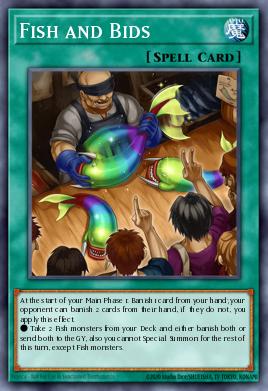 Fish and Bids
魔
[Spell Card]
At the start of your Main Phase 1: Banish 1 card from your hand; your
opponent can banish 2 cards from their hand, if they do not, you
apply this effect.
● Take 2 Fish monsters from your Deck and either banish both or
send both to the GY, also you cannot Special Summon for the rest of
this turn, except Fish monsters.